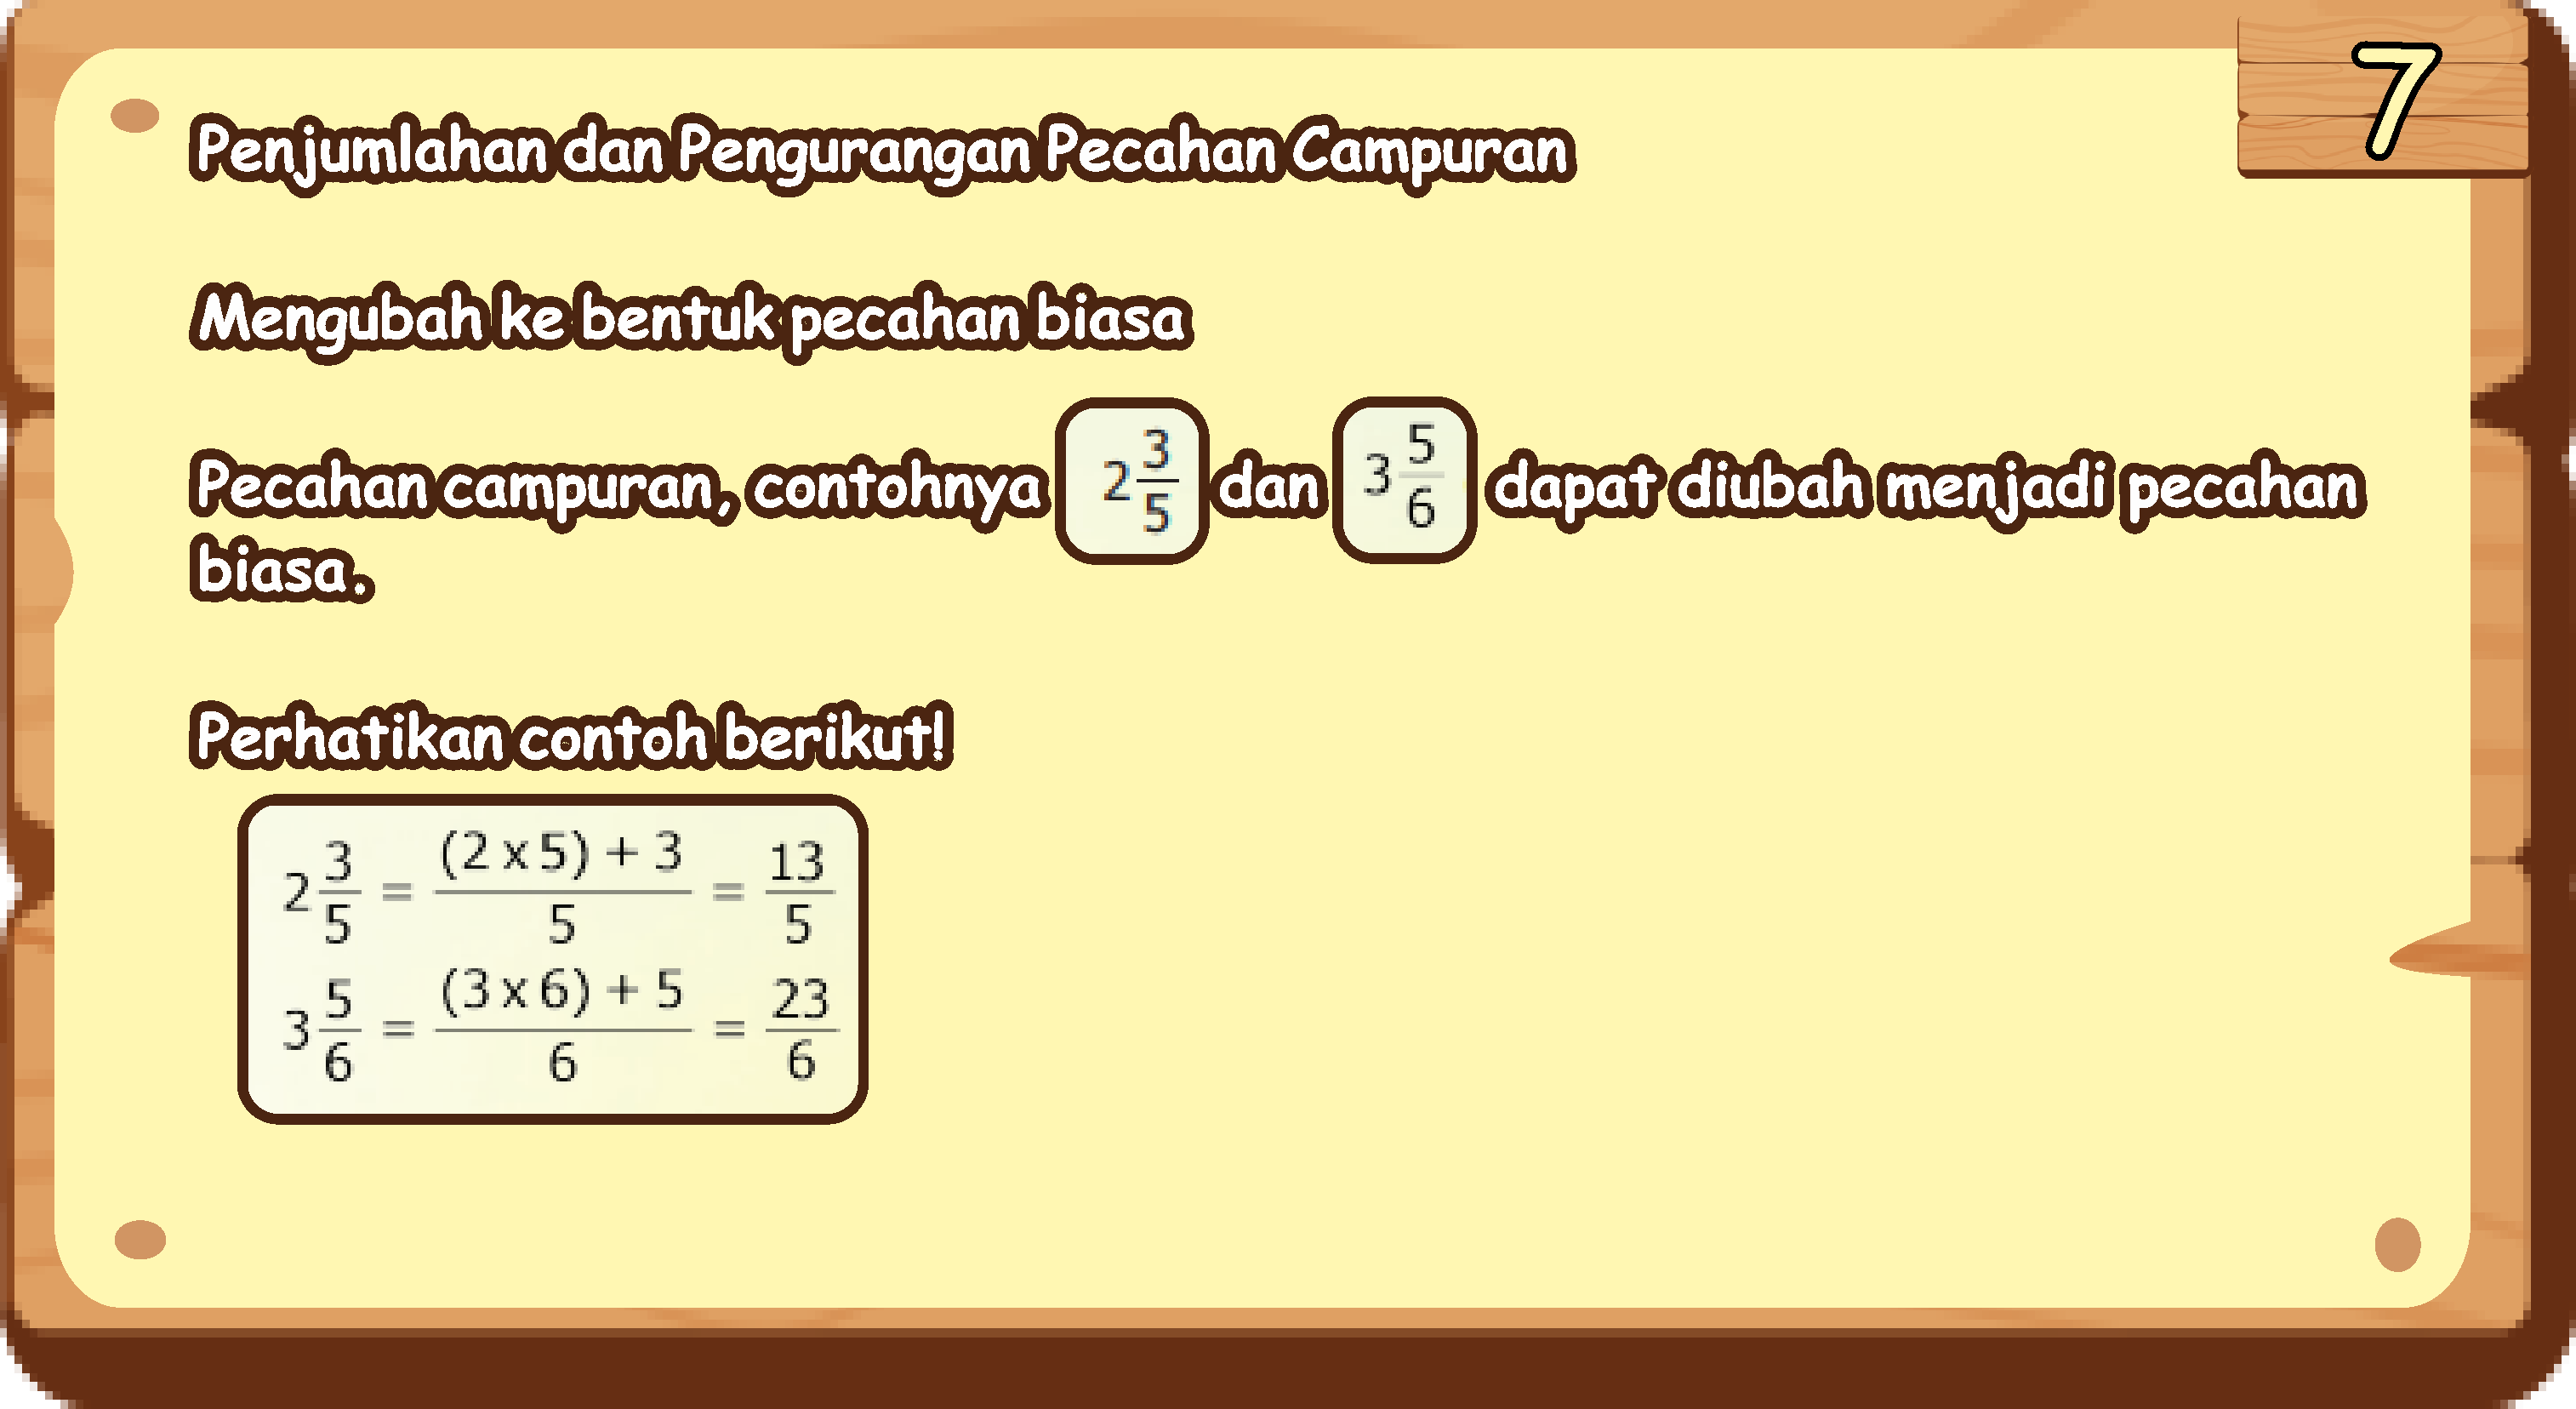 7
Penjumlahan dan Pengurangan Pecahan Campuran
Mengubah ke bentuk pecahan biasa
Pecahan campuran, contohnya 2 3/5 dan 3 5/6 dapat diubah menjadi pecahan
biasa.
Perhatikan contoh berikut!
2 3/5 = ((2 x 5) + 3)/5 = 13/5
3 5/6 = ((3 x 6) + 5)/6 = 23/6